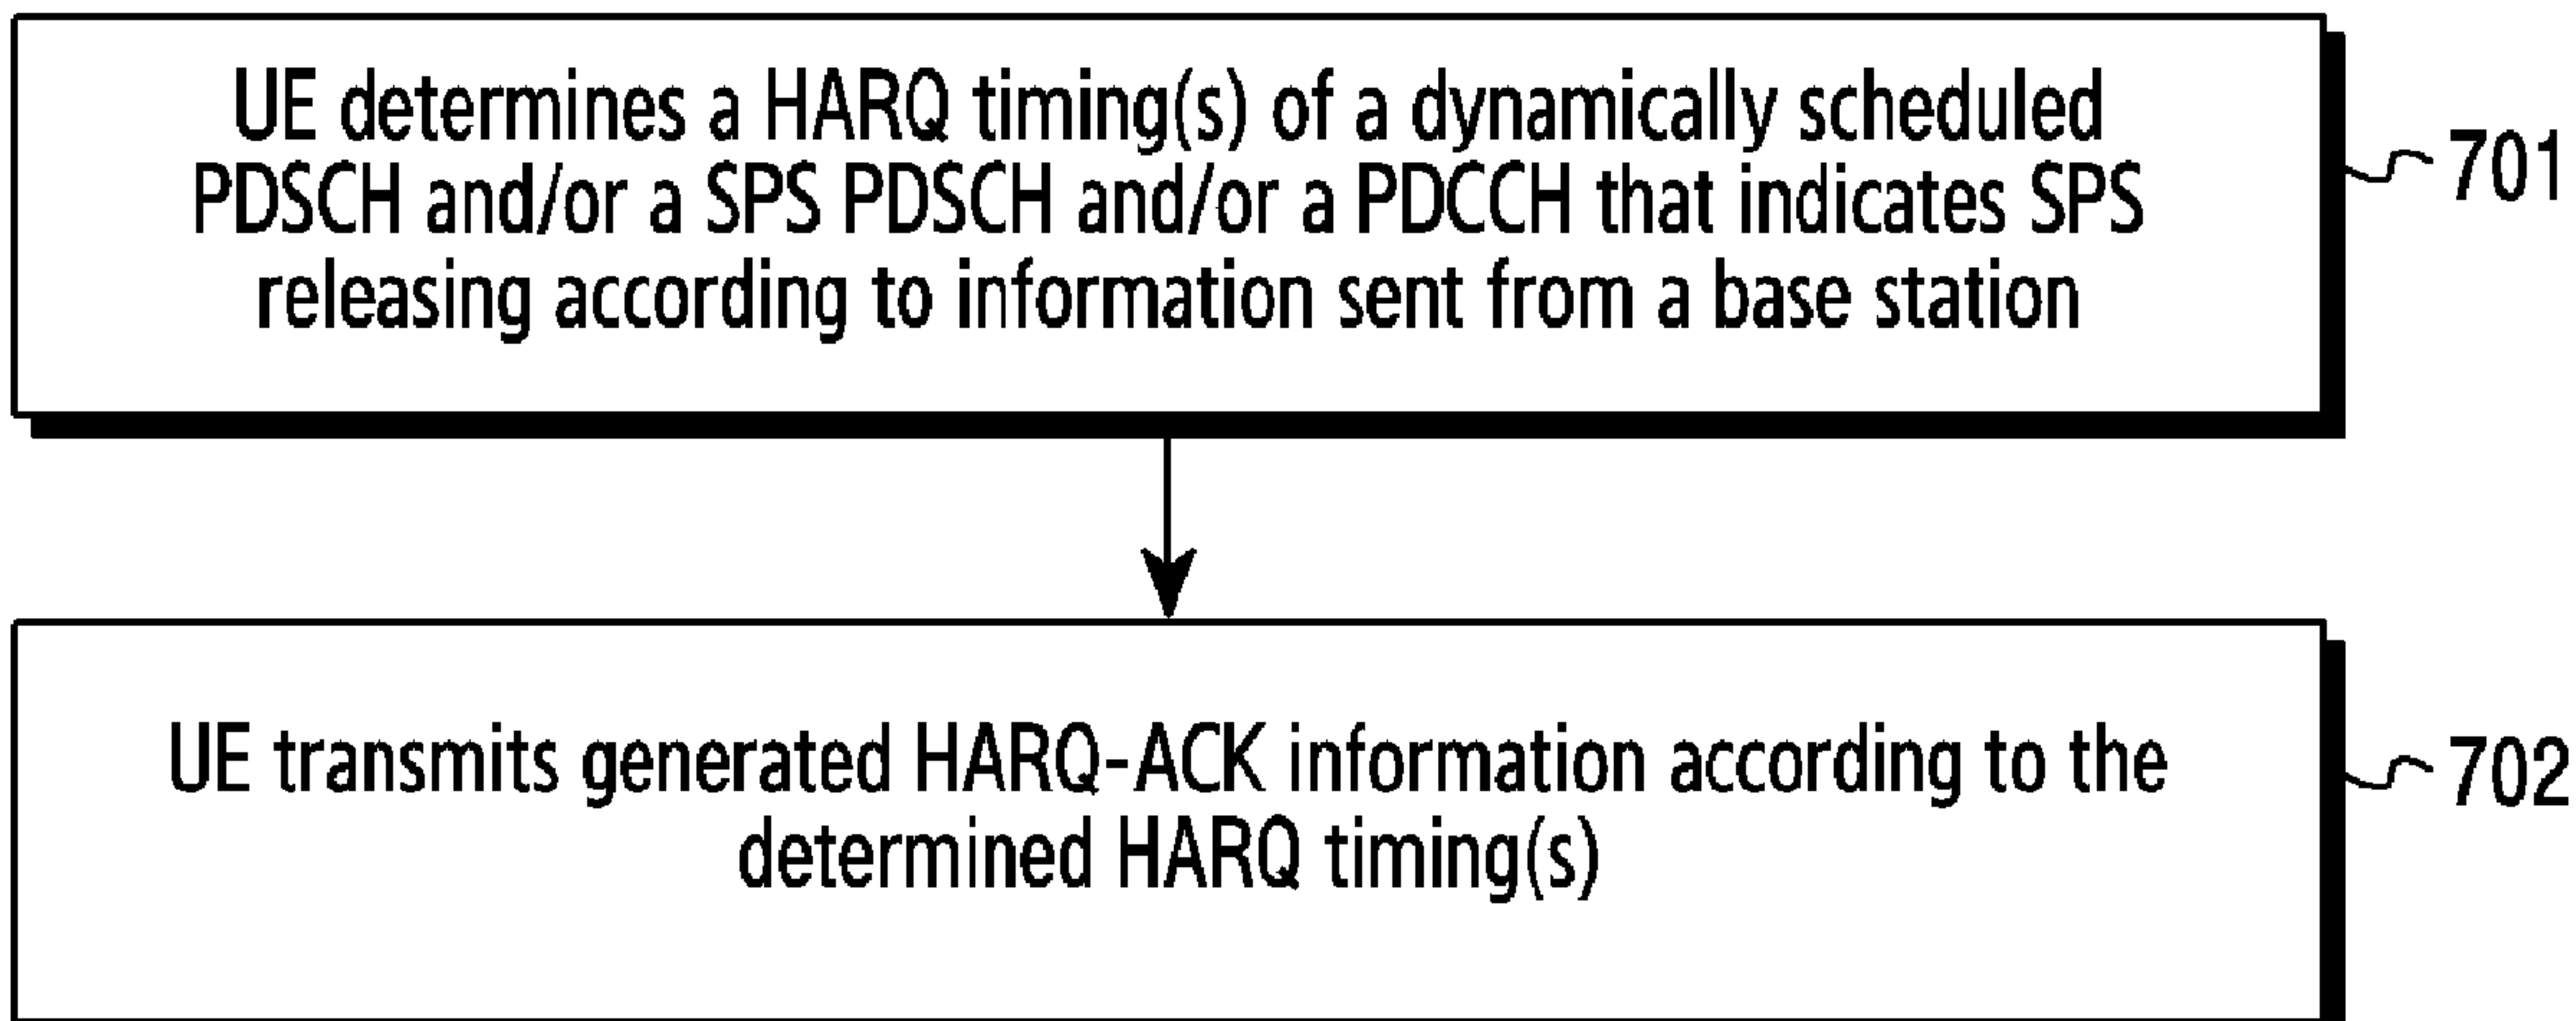 UE determines a HARQ timing(s) of a dynamically scheduled
PDSCH and/or a SPS PDSCH and/or a PDCCH that indicates SPS
releasing according to information sent from a base station
701
UE transmits generated HARQ-ACK information according to the
determined HARQ timing(s)
702